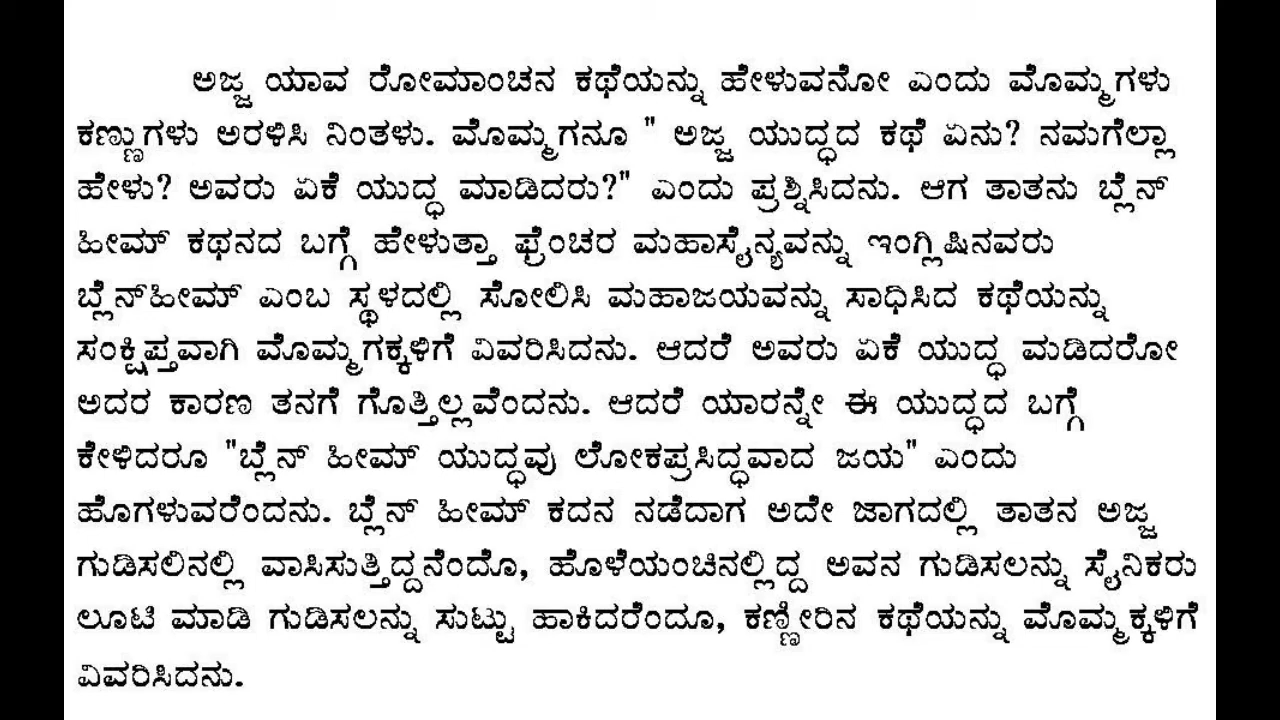 ಅಜ್ಜ ಯಾವ ರೋಮಾಂಚನ ಕಥೆಯನ್ನು ಹೇಳುವನೋ ಎಂದು ಮೊಮ್ಮಗಳು
ಕಣ್ಣುಗಳು ಅರಳಿಸಿ ನಿಂತಳು. ಮೊಮ್ಮಗನೂ " ಅಜ್ಜ ಯುದ್ಧದ ಕಥೆ ಏನು? ನಮಗೆಲ್ಲಾ
ಹೇಳು? ಅವರು ಏಕೆ ಯುದ್ಧ ಮಾಡಿದರು?" ಎಂದು ಪ್ರಶ್ನಿಸಿದನು. ಆಗ ತಾತನು ಬ್ಲೆನ್
ಹೀಮ್ ಕಥನದ ಬಗ್ಗೆ ಹೇಳುತ್ತಾ ಫ್ರೆಂಚರ ಮಹಾಸೈನ್ಯವನ್ನು ಇಂಗ್ಲಿಷಿನವರು
ಬ್ಲೆನ್‌ಹೀಮ್ ಎಂಬ ಸ್ಥಳದಲ್ಲಿ ಸೋಲಿಸಿ ಮಹಾಜಯವನ್ನು ಸಾಧಿಸಿದ ಕಥೆಯನ್ನು
ಸಂಕ್ಷಿಪ್ತವಾಗಿ ಮೊಮ್ಮಗಕ್ಕಳಿಗೆ ವಿವರಿಸಿದನು. ಆದರೆ ಅವರು ಏಕೆ ಯುದ್ಧ ಮಡಿದರೋ
ಅದರ ಕಾರಣ ತನಗೆ ಗೊತ್ತಿಲ್ಲವೆಂದನು. ಆದರೆ ಯಾರನ್ನೇ ಈ ಯುದ್ಧದ ಬಗ್ಗೆ
ಕೇಳಿದರೂ "ಬ್ಲೆನ್ ಹೀಮ್ ಯುದ್ಧವು ಲೋಕಪ್ರಸಿದ್ಧವಾದ ಜಯ" ಎಂದು
ಹೊಗಳುವರೆಂದನು. ಬ್ಲೆನ್ ಹೀಮ್ ಕದನ ನಡೆದಾಗ ಅದೇ ಜಾಗದಲ್ಲಿ ತಾತನ ಅಜ್ಜ
ಗುಡಿಸಲಿನಲ್ಲಿ ವಾಸಿಸುತ್ತಿದ್ದನೆಂದೊ, ಹೊಳೆಯಂಚಿನಲ್ಲಿದ್ದ ಅವನ ಗುಡಿಸಲನ್ನು ಸೈನಿಕರು
ಲೂಟಿ ಮಾಡಿ ಗುಡಿಸಲನ್ನು ಸುಟ್ಟು ಹಾಕಿದರೆಂದೂ, ಕಣ್ಣೀರಿನ ಕಥೆಯನ್ನು ಮೊಮ್ಮಕ್ಕಳಿಗೆ
ವಿವರಿಸಿದನು.